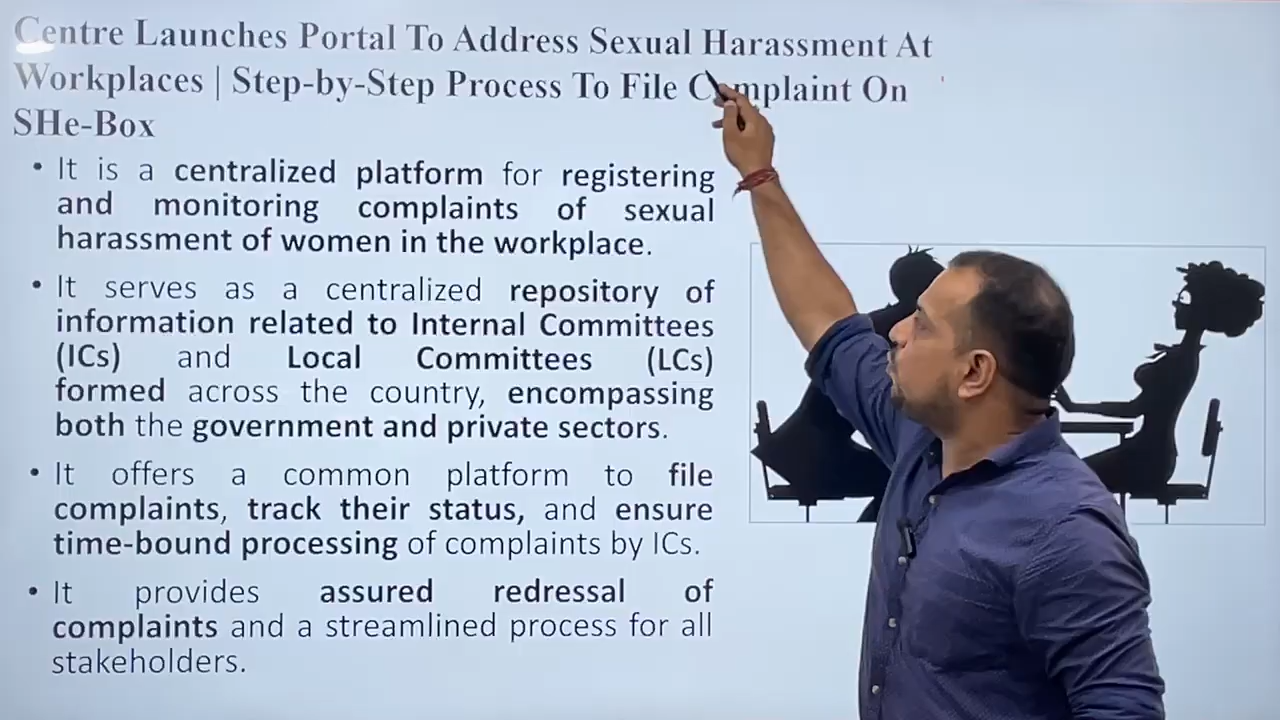 Centre Launches Portal To Address Sexual Harassment At
Workplaces | Step-by-Step Process To File Complaint On
SHe-Box
• It is a centralized platform for registering
and monitoring complaints of sexual
harassment of women in the workplace.
• It serves as a centralized repository of
information related to Internal Committees
(ICs) and Local Committees (LCs)
formed across the country, encompassing
both the government and private sectors.
• It offers a common platform to file
complaints, track their status, and ensure
time-bound processing of complaints by ICs.
• It provides assured redressal of
complaints and a streamlined process for all
stakeholders.